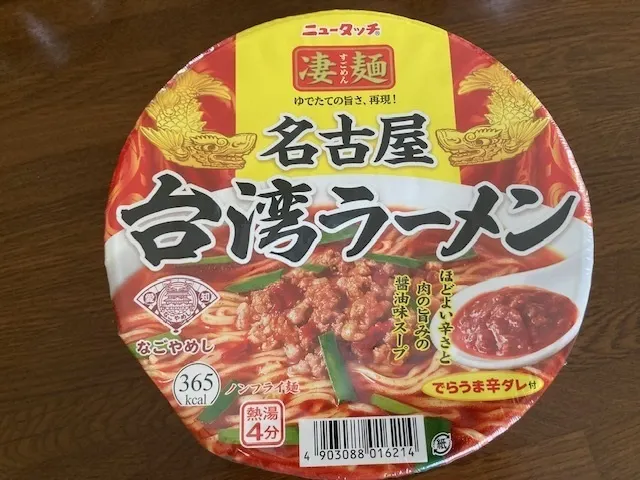 ニュータッチ
凄麺
すごめん
ゆでたての旨さ、再現!
名古屋
台湾ラーメン
ほどよい辛さと
肉の旨みの
醤油味スープ
愛知
なごやめし
でらうま辛ダレ付
365
kcal
ノンフライ麺
熱湯
4分
4 903088 016214
紙